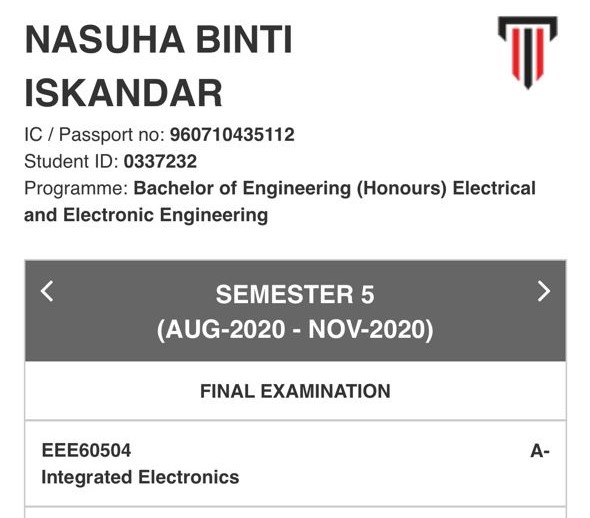 NASUHA BINTI
ISKANDAR
IC / Passport no: 960710435112
Student ID: 0337232
Programme: Bachelor of Engineering (Honours) Electrical
and Electronic Engineering
SEMESTER 5
(AUG-2020 - NOV-2020)
FINAL EXAMINATION
EEE60504 A-
Integrated Electronics